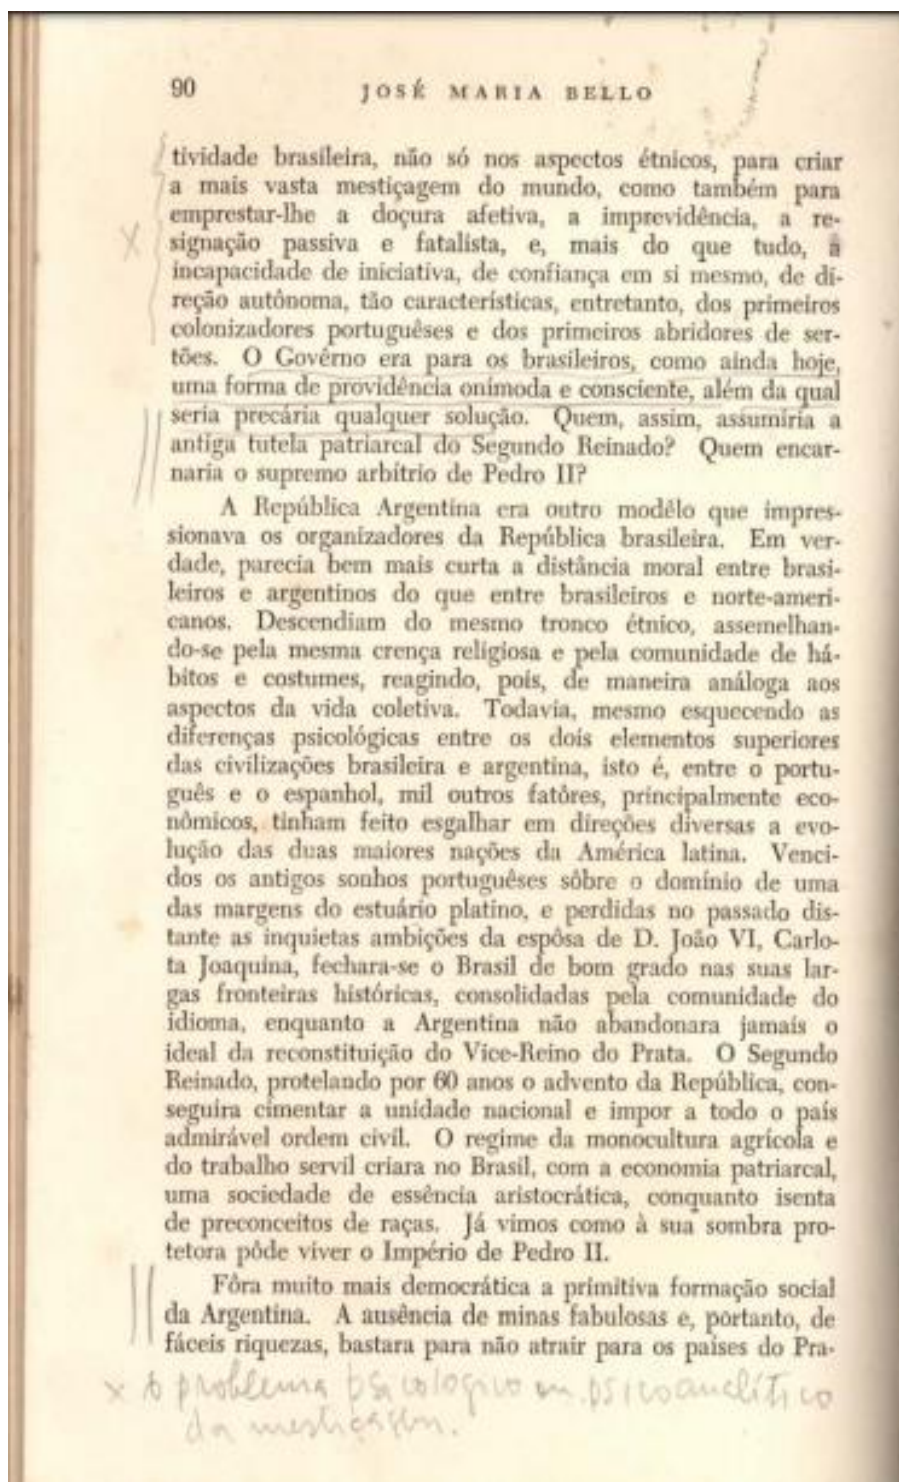 90 JOSÉ MARIA BELLO
tividade brasileira, não só nos aspectos étnicos, para criar
a mais vasta mestiçagem do mundo, como também para
emprestar-lhe a doçura afetiva, a imprevidência, a re-
signação passiva e fatalista, e, mais do que tudo, a
incapacidade de iniciativa, de confiança em si mesmo, de di-
reção autônoma, tão características, entretanto, dos primeiros
colonizadores portuguêses e dos primeiros abridores de ser-
tões. O Govêrno era para os brasileiros, como ainda hoje,
uma forma de providência onimoda e consciente, além da qual
seria precária qualquer solução. Quem, assim, assumiria a
antiga tutela patriarcal do Segundo Reinado? Quem encar-
naria o supremo arbítrio de Pedro II?
A República Argentina era outro modêlo que impres-
sionava os organizadores da República brasileira. Em ver-
dade, parecia bem mais curta a distância moral entre brasi-
leiros e argentinos do que entre brasileiros e norte-ameri-
canos. Descendiam do mesmo tronco étnico, assemelhan-
do-se pela mesma crença religiosa e pela comunidade de há-
bitos e costumes, reagindo, pois, de maneira análoga aos
aspectos da vida coletiva. Todavia, mesmo esquecendo as
diferenças psicológicas entre os dois elementos superiores
das civilizações brasileira e argentina, isto é, entre o portu-
guês e o espanhol, mil outros fatôres, principalmente eco-
nômicos, tinham feito esgalhar em direções diversas a evo-
lução das duas maiores nações da América latina. Venci-
dos os antigos sonhos portuguêses sôbre o domínio de uma
das margens do estuário platino, e perdidas no passado dis-
tante as inquietas ambições da espôsa de D. João VI, Carlo-
ta Joaquina, fechara-se o Brasil de bom grado nas suas lar-
gas fronteiras históricas, consolidadas pela comunidade do
idioma, enquanto a Argentina não abandonara jamais o
ideal da reconstituição do Vice-Reino do Prata. O Segundo
Reinado, protelando por 60 anos o advento da República, con-
seguira cimentar a unidade nacional e impor a todo o país
admirável ordem civil. O regime da monocultura agrícola e
do trabalho servil criara no Brasil, com a economia patriarcal,
uma sociedade de essência aristocrática, conquanto isenta
de preconceitos de raças. Já vimos como à sua sombra pro-
tetora pôde viver o Império de Pedro II.
Fôra muito mais democrática a primitiva formação social
da Argentina. A ausência de minas fabulosas e, portanto, de
fáceis riquezas, bastara para não atrair para os países do Pra-
x o problema psicologico ou psicoanalítico
da mestiçagem.